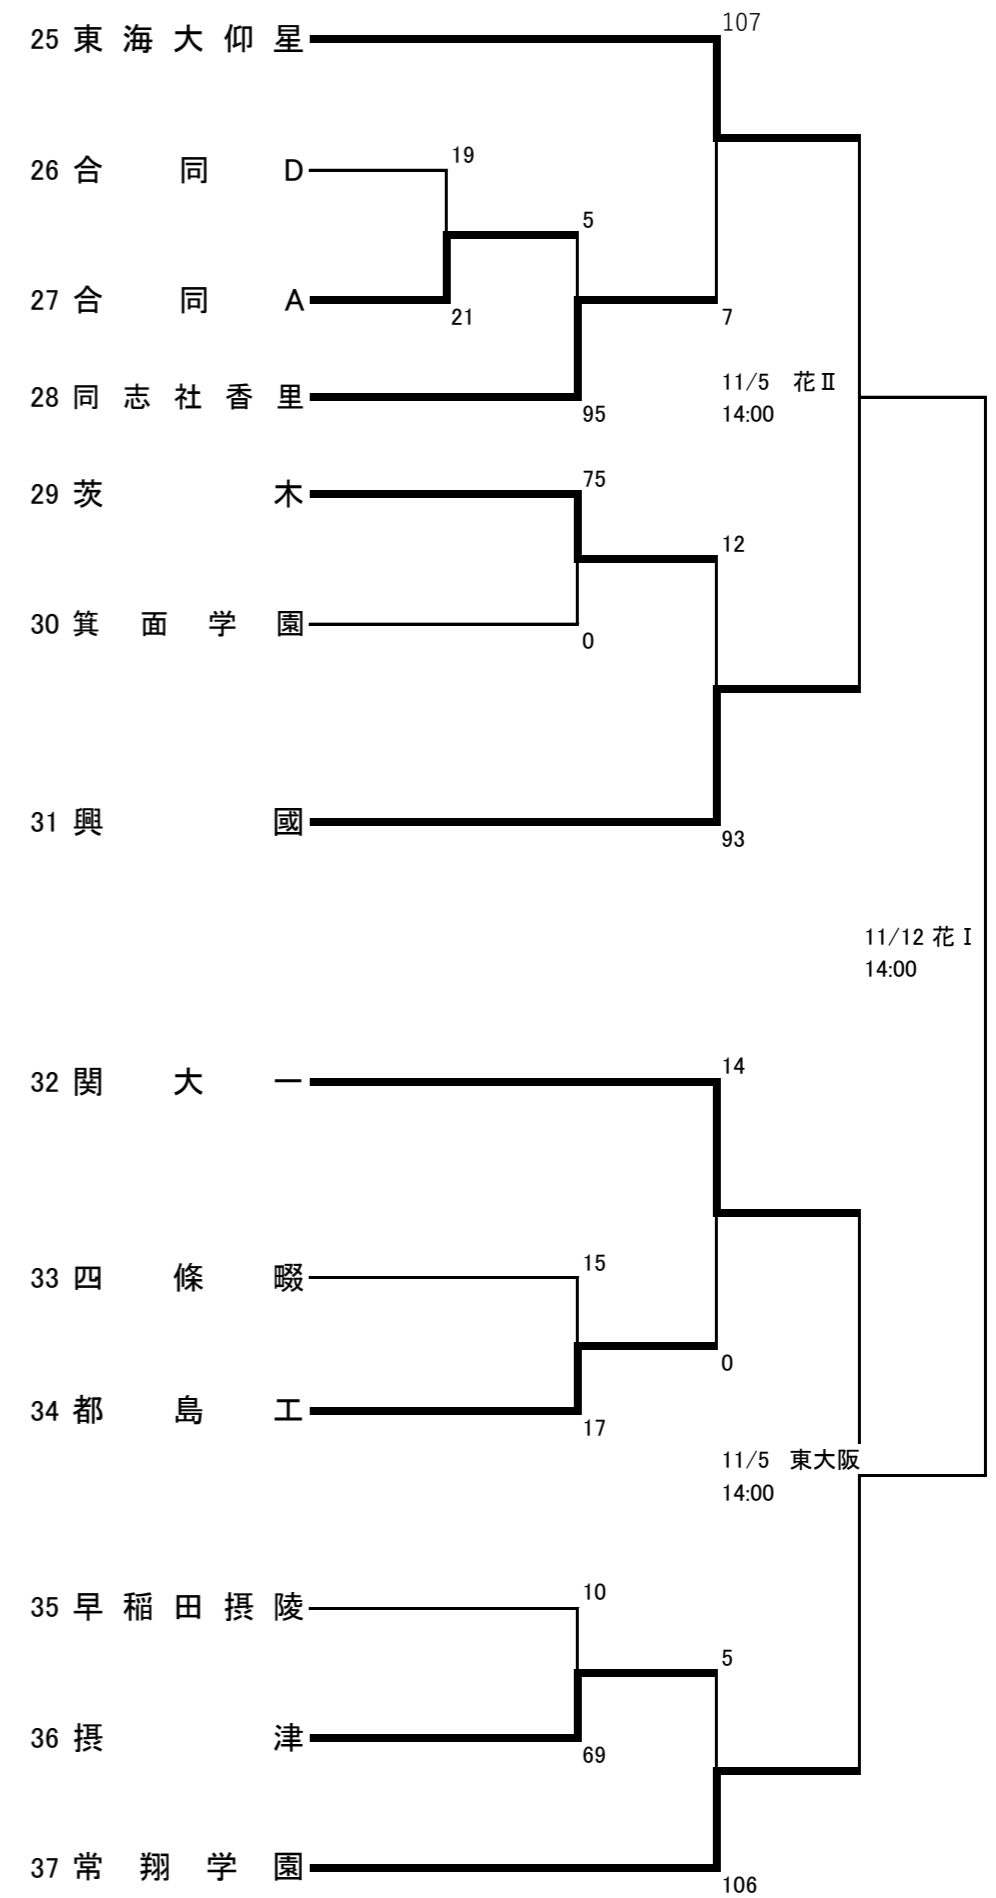 107
25 東海大仰星
19
26 合同D
5
27 合同A
21
7
11/5 花Ⅱ
14:00
28 同志社香里
95
75
29 茨木
12
30 箕面学園
0
31 興國
93
11/12 花Ⅰ
14:00
14
32 関大一
15
33 四條畷
0
34 都島工
17
11/5 東大阪
14:00
10
35 早稲田摂陵
5
36 摂津
69
37 常翔学園
106